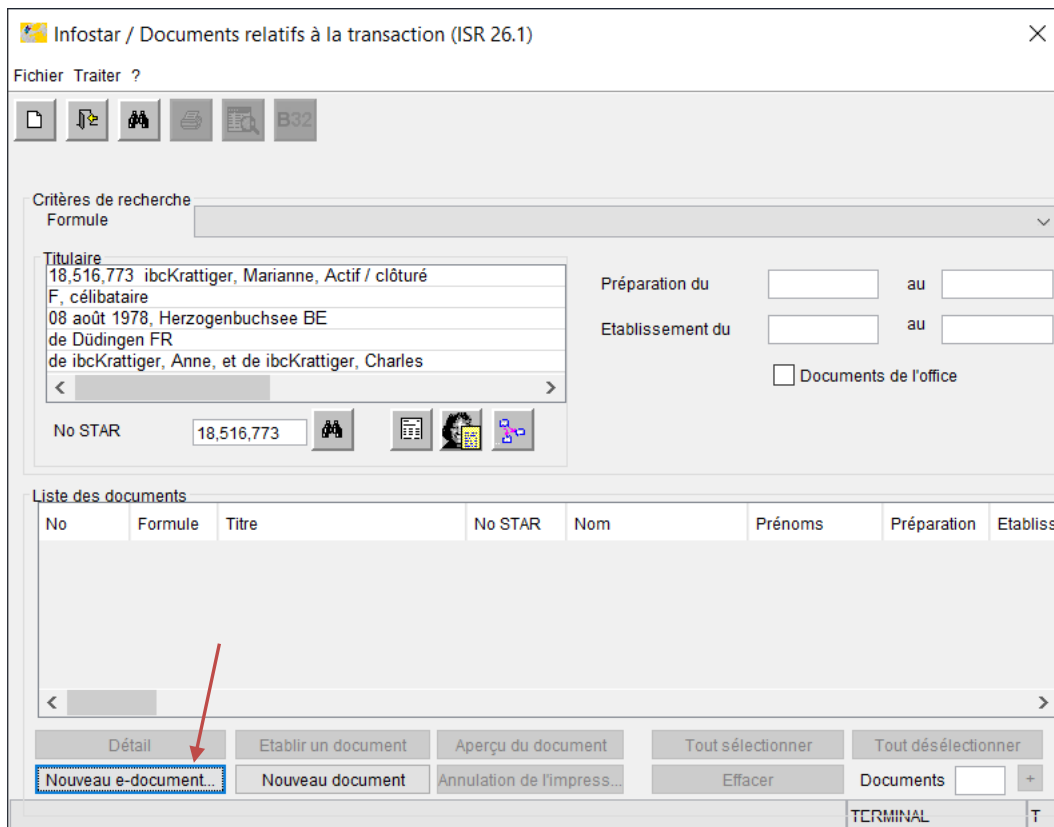 Infostar / Documents relatifs à la transaction (ISR 26.1)
Fichier Traiter ?
B32
Critères de recherche
Formule
Titulaire
18,516,773 ibcKrattiger, Marianne, Actif / clôturé
F, célibataire
08 août 1978, Herzogenbuchsee BE
de Düdingen FR
de ibcKrattiger, Anne, et de ibcKrattiger, Charles
Préparation du au
Etablissement du au
Documents de l'office
No STAR 18,516,773
Liste des documents
No Formule Titre No STAR Nom Prénoms Préparation Etabliss
Détail Etablir un document Aperçu du document Tout sélectionner Tout désélectionner
Nouveau e-document... Nouveau document Annulation de l'impress... Effacer Documents +
TERMINAL T